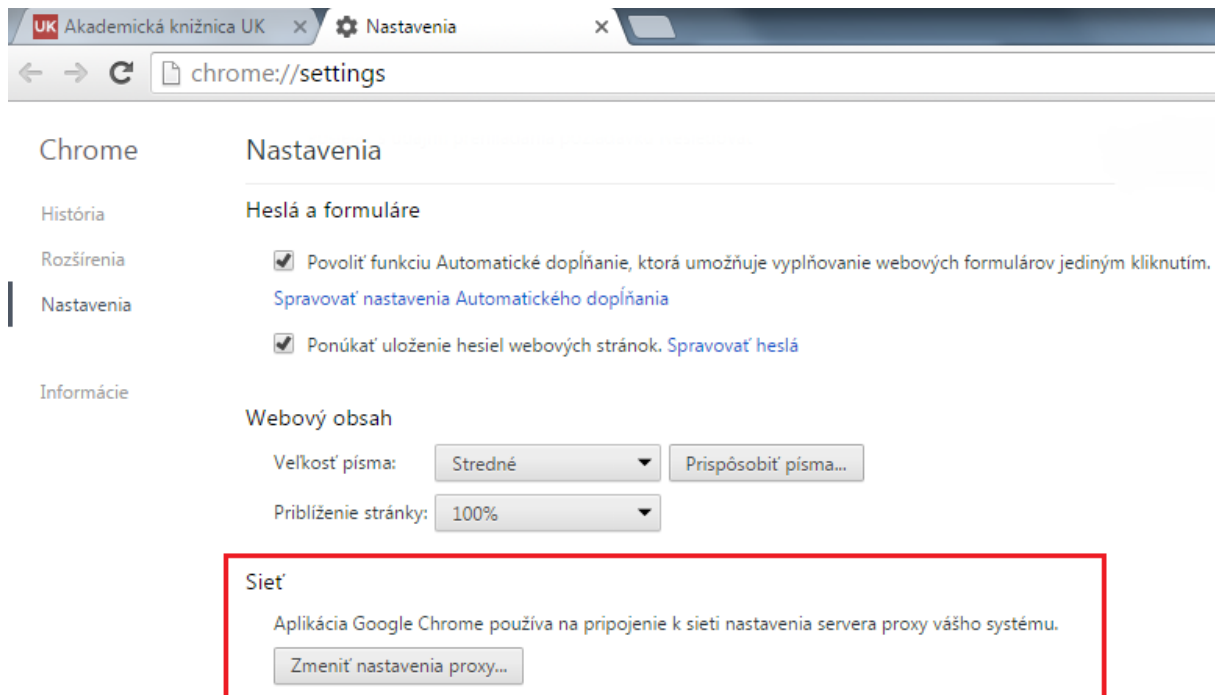 UK Akademická knižnica UK
Nastavenia
chrome://settings
Chrome
História
Rozšírenia
Nastavenia
Informácie
Nastavenia
Heslá a formuláre
Povoliť funkciu Automatické dopĺňanie, ktorá umožňuje vyplňovanie webových formulárov jediným kliknutím.
Spravovať nastavenia Automatického dopĺňania
Ponúkať uloženie hesiel webových stránok. Spravovať heslá
Webový obsah
Veľkosť písma: Stredné Prispôsobiť písma...
Priblíženie stránky: 100%
Sieť
Aplikácia Google Chrome používa na pripojenie k sieti nastavenia servera proxy vášho systému.
Zmeniť nastavenia proxy...